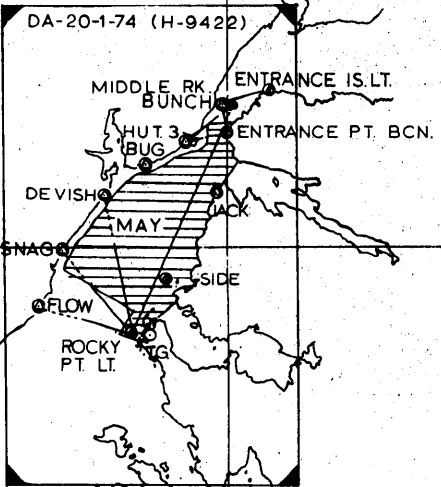 DA-20-1-74 (H-9422)
MIDDLE RK.
ENTRANCE IS. LT.
BUNCH
HUT 3
ENTRANCE PT. BCN.
BUG
DEVISH
JACK
MAY
SNAG
SIDE
FLOW
ROCKY
PT. LT.
TG